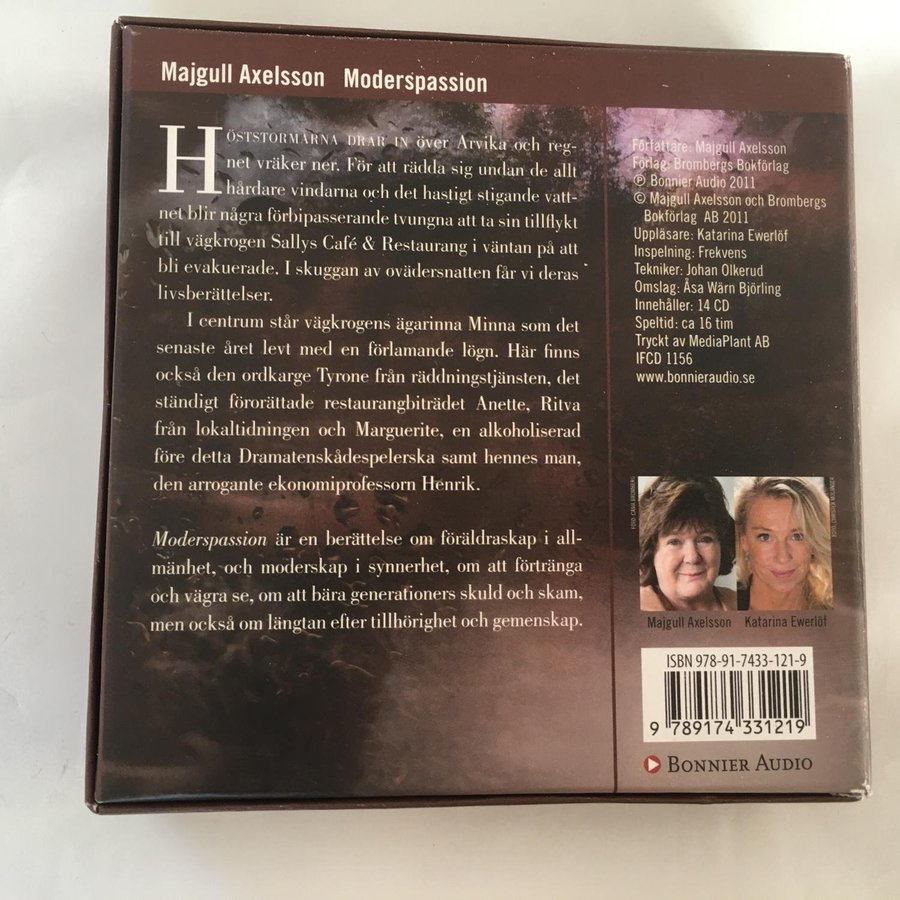 Majgull Axelsson Moderspassion
HÖSTSTORMARNA DRAR IN över Arvika och reg-
net vräker ner. För att rädda sig undan de allt
hårdare vindarna och det hastigt stigande vatt-
net blir några förbipasserande tvungna att ta sin tillflykt
till vägkrogen Sallys Café & Restaurang i väntan på att
bli evakuerade. I skuggan av ovädersnatten får vi deras
livsberättelser.
I centrum står vägkrogens ägarinna Minna som det
senaste året levt med en förlamande lögn. Här finns
också den ordkarge Tyrone från räddningstjänsten, det
ständigt förorättade restaurangbiträdet Anette, Ritva
från lokaltidningen och Marguerite, en alkoholiserad
före detta Dramatenskådespelerska samt hennes man,
den arrogante ekonomiprofessorn Henrik.
Moderspassion är en berättelse om föräldraskap i all-
mänhet, och moderskap i synnerhet, om att förtränga
och vägra se, om att bära generationers skuld och skam,
men också om längtan efter tillhörighet och gemenskap.
Författare: Majgull Axelsson
Förlag: Brombergs Bokförlag
℗ Bonnier Audio 2011
© Majgull Axelsson och Brombergs
Bokförlag AB 2011
Uppläsare: Katarina Ewerlöf
Inspelning: Frekvens
Tekniker: Johan Olkerud
Omslag: Åsa Wärn Björling
Innehåller: 14 CD
Speltid: ca 16 tim
Tryckt av MediaPlant AB
IFCD 1156
www.bonnieraudio.se
Majgull Axelsson Katarina Ewerlöf
ISBN 978-91-7433-121-9
9 789174 331219
BONNIER AUDIO